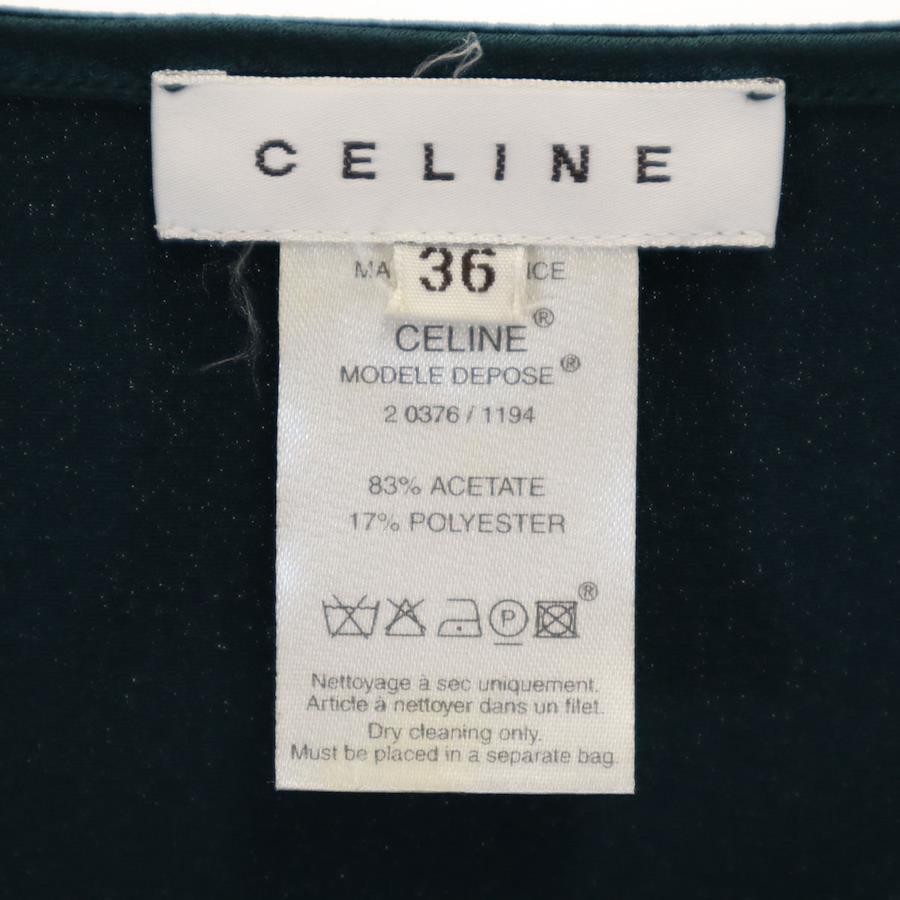 CELINE
36
MA ICE
CELINE®
MODELE DEPOSE®
2 0376 / 1194
83% ACETATE
17% POLYESTER
P ®
Nettoyage à sec uniquement.
Article à nettoyer dans un filet.
Dry cleaning only.
Must be placed in a separate bag.